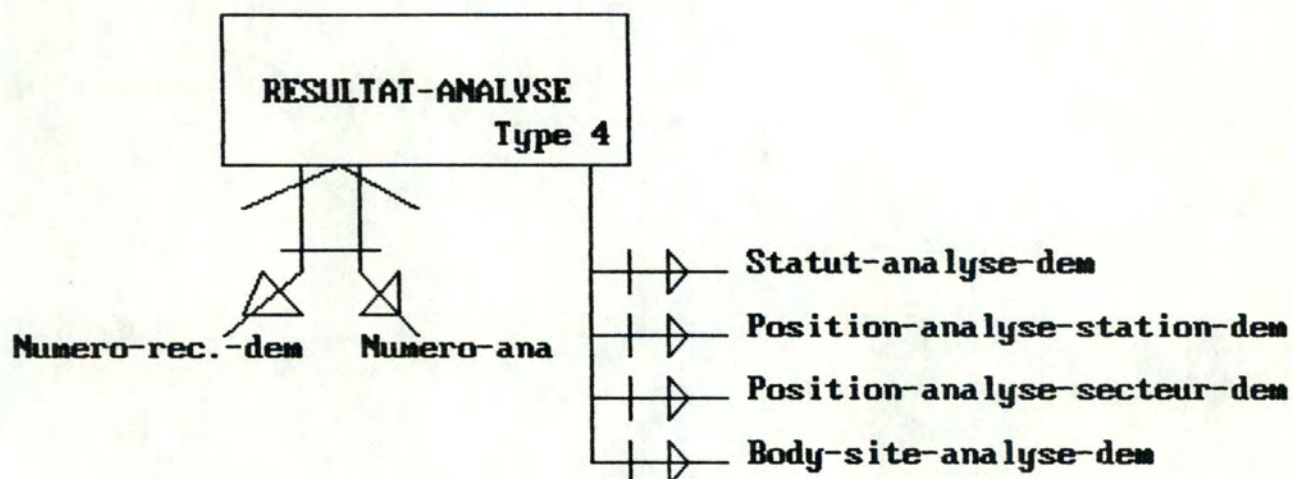 RESULTAT-ANALYSE
Type 4
Statut-analyse-dem
Position-analyse-station-dem
Numero-rec.-dem Numero-ana
Position-analyse-secteur-dem
Body-site-analyse-dem